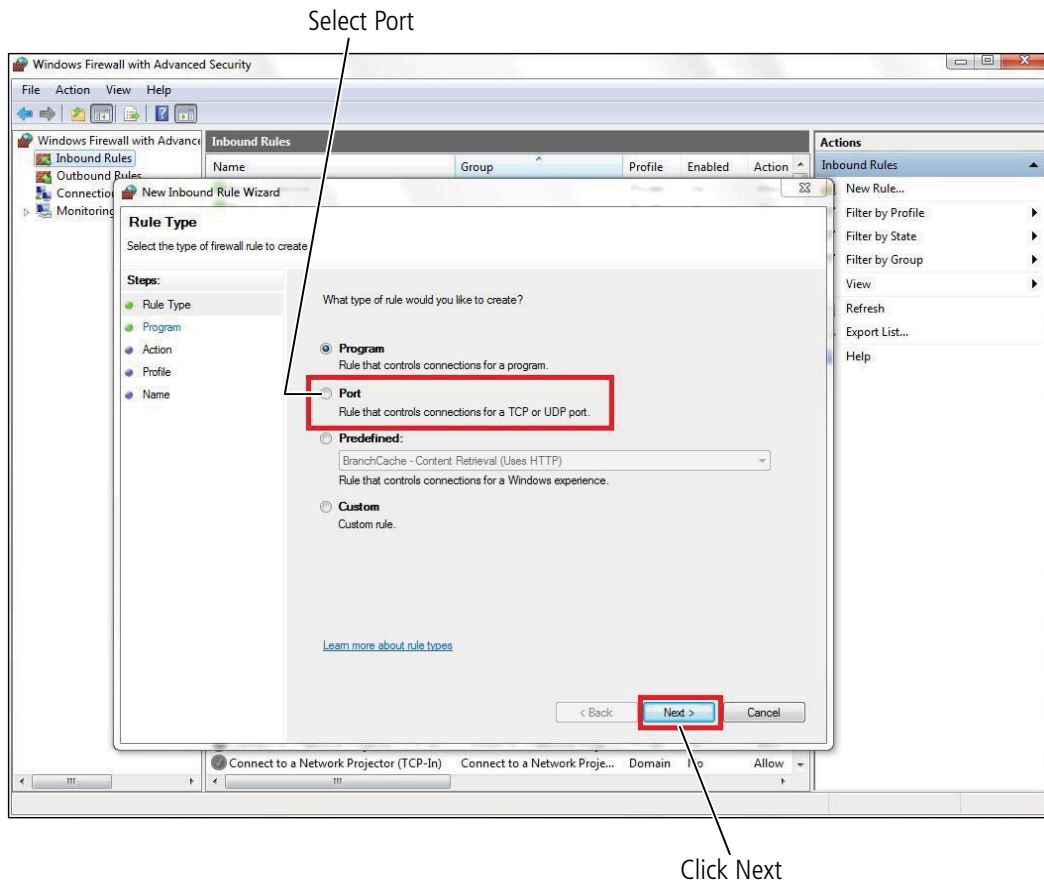 Select Port
Windows Firewall with Advanced Security
File Action View Help
Windows Firewall with Advance
Inbound Rules
Outbound Rules
Connection
Monitoring
Inbound Rules
Name Group Profile Enabled Action
New Inbound Rule Wizard
Rule Type
Select the type of firewall rule to create
Steps:
Rule Type
Program
Action
Profile
Name
What type of rule would you like to create?
Program
Rule that controls connections for a program.
Port
Rule that controls connections for a TCP or UDP port.
Predefined:
BranchCache - Content Retrieval (Uses HTTP)
Rule that controls connections for a Windows experience.
Custom
Custom rule.
Learn more about rule types
< Back Next > Cancel
Connect to a Network Projector (TCP-In) Connect to a Network Proje... Domain No Allow
Actions
Inbound Rules
New Rule...
Filter by Profile
Filter by State
Filter by Group
View
Refresh
Export List...
Help
Click Next